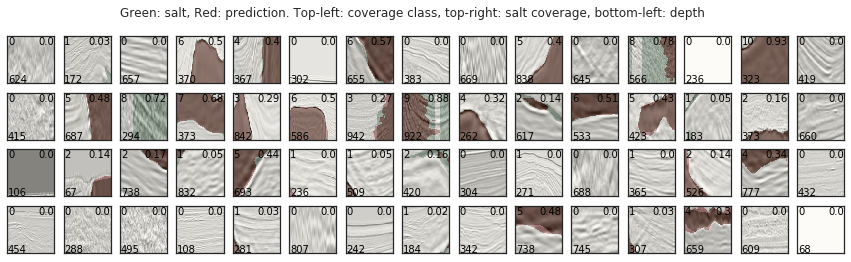 Green: salt, Red: prediction. Top-left: coverage class, top-right: salt coverage, bottom-left: depth
0 0.0 1 0.03 0 0.0 6 0.5 4 0.4 0 0.0 6 0.57 0 0.0 0 0.0 5 0.4 0 0.0 8 0.78 0 0.0 10 0.93 0 0.0
624 172 657 370 367 302 655 383 669 838 645 566 236 323 419
0 0.0 5 0.48 8 0.72 7 0.68 3 0.29 6 0.5 3 0.27 9 0.88 4 0.32 2 0.14 6 0.51 5 0.43 1 0.05 2 0.16 0 0.0
415 687 294 373 842 586 942 922 262 617 533 423 183 373 660
0 0.0 2 0.14 2 0.17 1 0.05 5 0.44 1 0.0 1 0.05 2 0.16 0 0.0 1 0.0 0 0.0 1 0.0 2 0.14 4 0.34 0 0.0
106 67 738 832 693 236 509 420 304 271 688 365 526 777 432
0 0.0 0 0.0 0 0.0 0 0.0 1 0.03 0 0.0 0 0.0 1 0.02 0 0.0 5 0.48 0 0.0 1 0.03 4 0.3 0 0.0 0 0.0
454 288 495 108 281 807 242 184 342 738 745 307 659 609 68